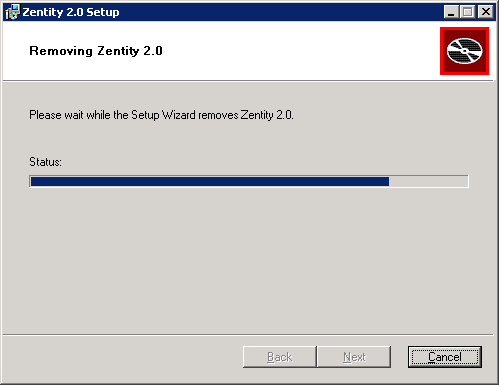 Zentity 2.0 Setup
Removing Zentity 2.0
Please wait while the Setup Wizard removes Zentity 2.0.
Status:
Back
Next
Cancel